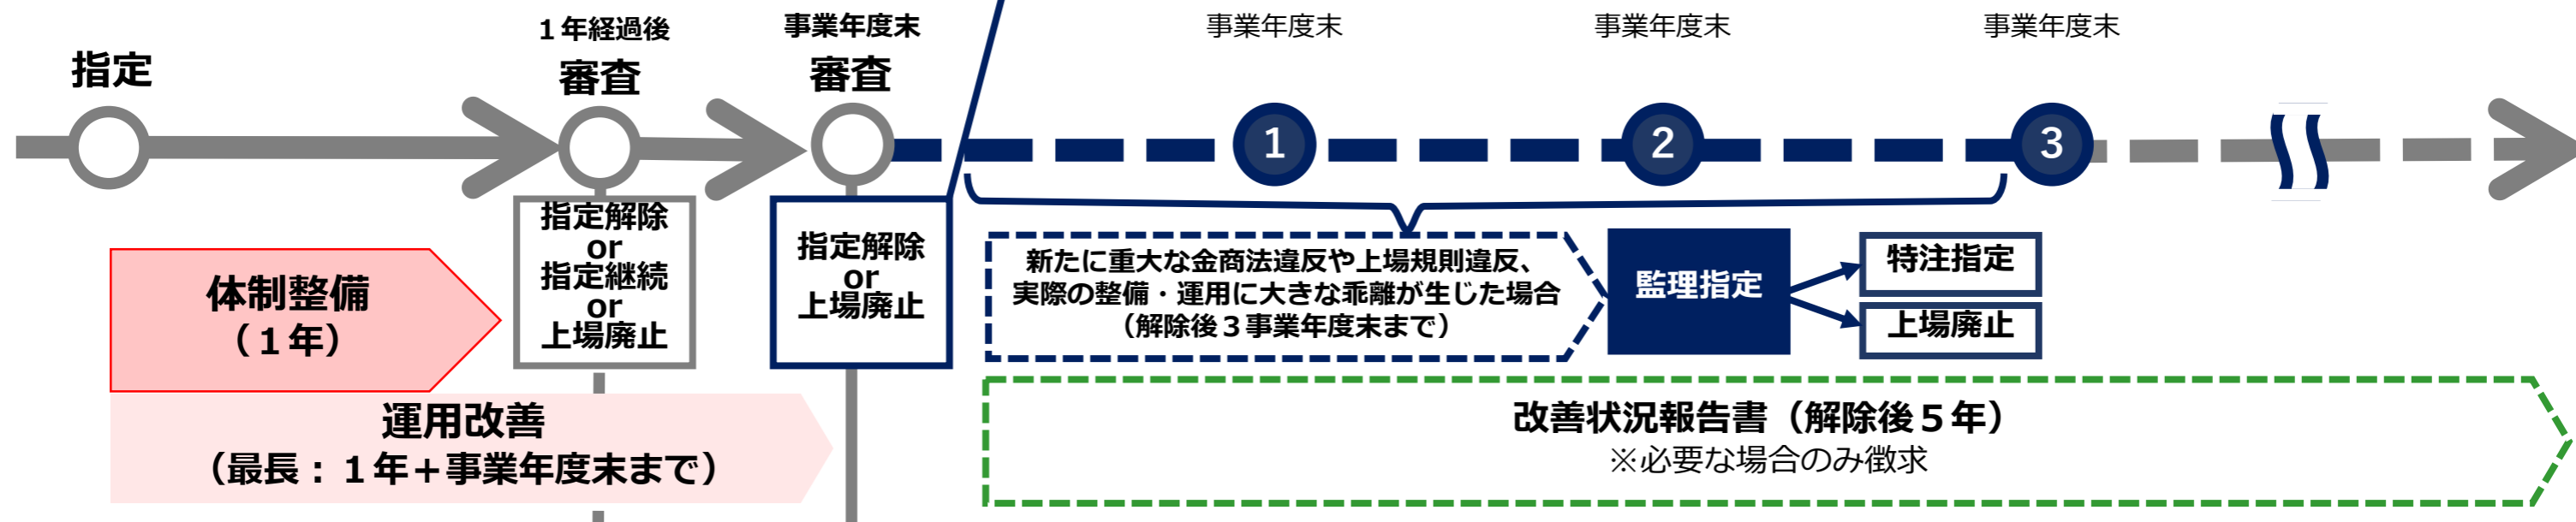 指定
１年経過後
審査
事業年度末
審査
事業年度末
事業年度末
事業年度末
1
2
3
指定解除
or
指定継続
or
上場廃止
指定解除
or
上場廃止
体制整備
（１年）
運用改善
（最長：１年＋事業年度末まで）
新たに重大な金商法違反や上場規則違反、
実際の整備・運用に大きな乖離が生じた場合
（解除後３事業年度末まで）
監理指定
特注指定
上場廃止
改善状況報告書（解除後５年）
※必要な場合のみ徴求